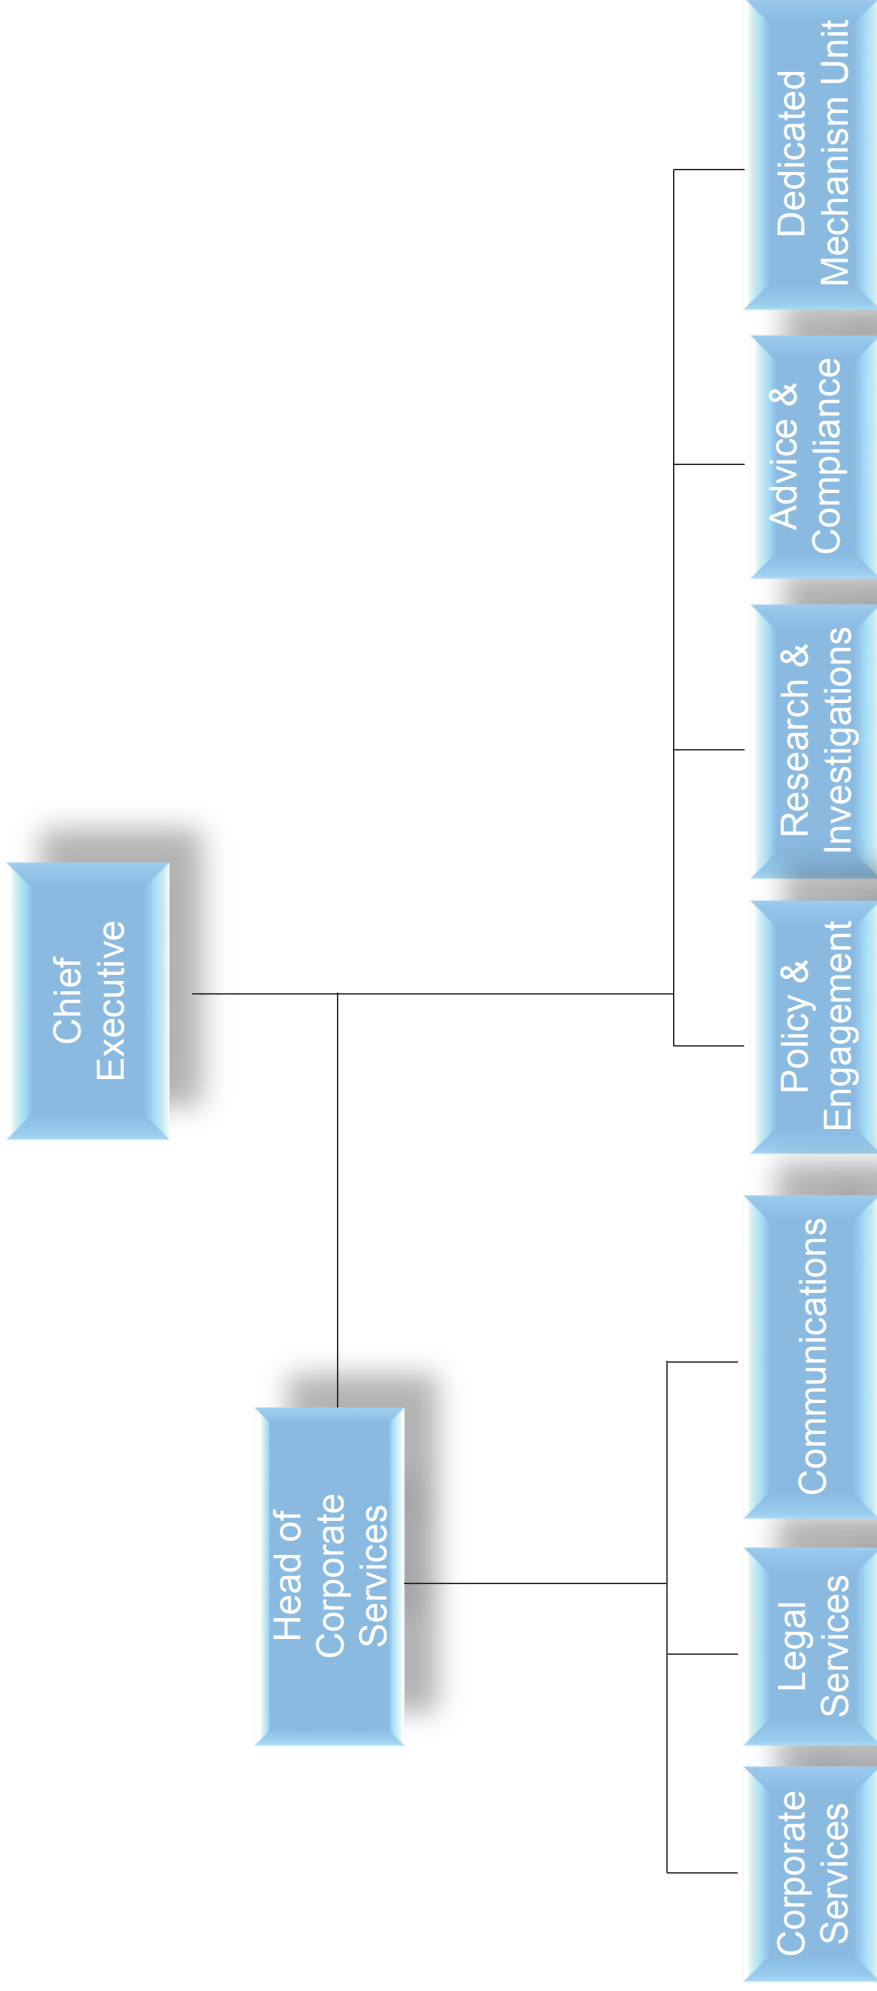 Chief
Executive
Head of
Corporate
Services
Corporate
Services
Legal
Services
Communications
Policy &
Engagement
Research &
Investigations
Advice &
Compliance
Dedicated
Mechanism Unit